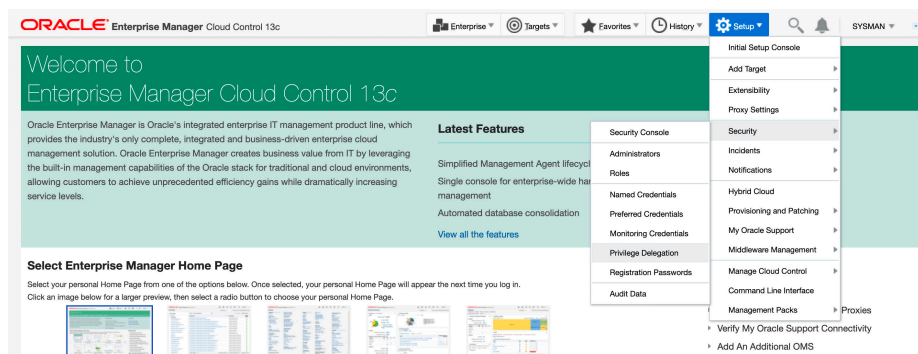 ORACLE® Enterprise Manager Cloud Control 13c
Enterprise Targets Favorites History Setup SYSMAN
Welcome to
Enterprise Manager Cloud Control 13c
Oracle Enterprise Manager is Oracle's integrated enterprise IT management product line, which
provides the industry's only complete, integrated and business-driven enterprise cloud
management solution. Oracle Enterprise Manager creates business value from IT by leveraging
the built-in management capabilities of the Oracle stack for traditional and cloud environments,
allowing customers to achieve unprecedented efficiency gains while dramatically increasing
service levels.
Latest Features
Simplified Management Agent lifecycl
Single console for enterprise-wide har
management
Automated database consolidation
View all the features
Security Console
Administrators
Roles
Named Credentials
Preferred Credentials
Monitoring Credentials
Privilege Delegation
Registration Passwords
Audit Data
Initial Setup Console
Add Target
Extensibility
Proxy Settings
Security
Incidents
Notifications
Hybrid Cloud
Provisioning and Patching
My Oracle Support
Middleware Management
Manage Cloud Control
Command Line Interface
Management Packs
Select Enterprise Manager Home Page
Select your personal Home Page from one of the options below. Once selected, your personal Home Page will appear the next time you log in.
Click an image below for a larger preview, then select a radio button to choose your personal Home Page.
Proxies
Verify My Oracle Support Connectivity
Add An Additional OMS